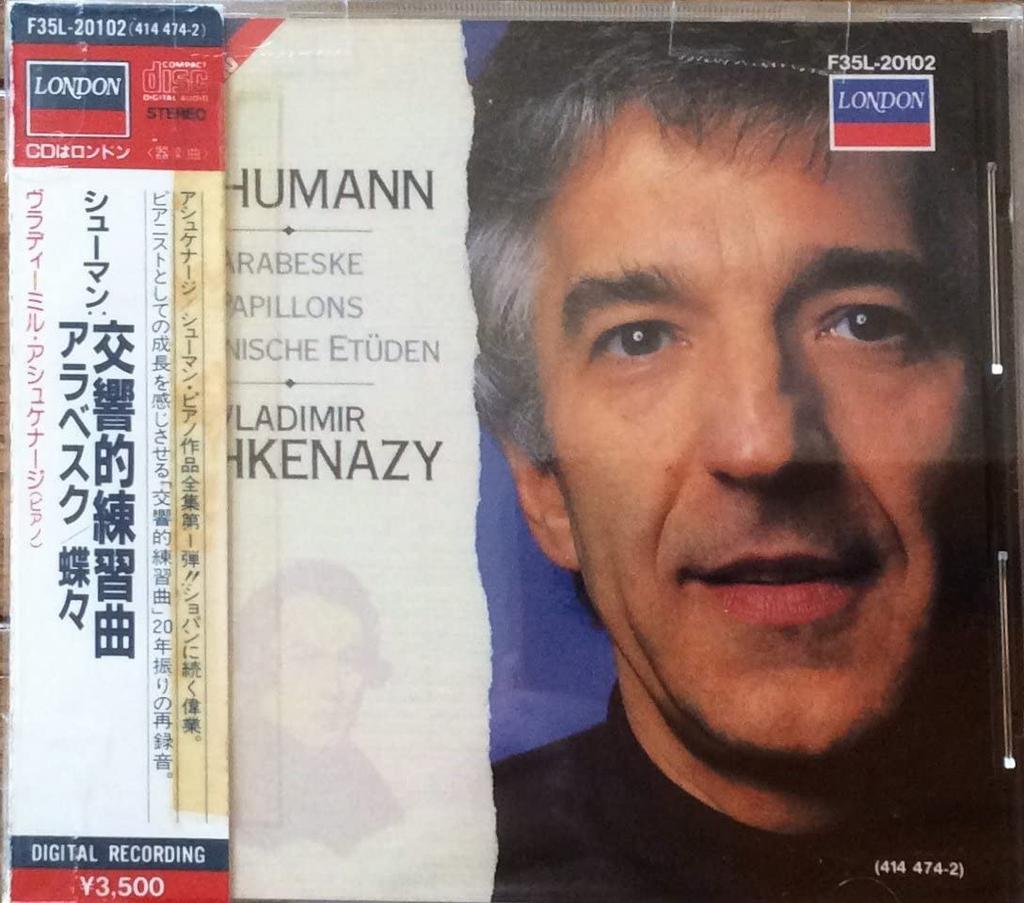 F35L-20102(414 474-2)
LONDON
COMPACT
disc
DIGITAL AUDIO
STEREO
CDはロンドン
アシュケナージ/シューマン・ピアノ作品全集第1弾!!ショパンに続く偉業。
ピアニストとしての成長を感じさせる「交響的練習曲」20年振りの再録音。
シューマン:
交響的練習曲
アラベスク/蝶々
ヴラディーミル・アシュケナージ(ピアノ)
DIGITAL RECORDING
¥3,500
HUMANN
ARABESKE
PAPILLONS
NISCHE ETÜDEN
VLADIMIR
HKENAZY
F35L-20102
LONDON
(414 474-2)